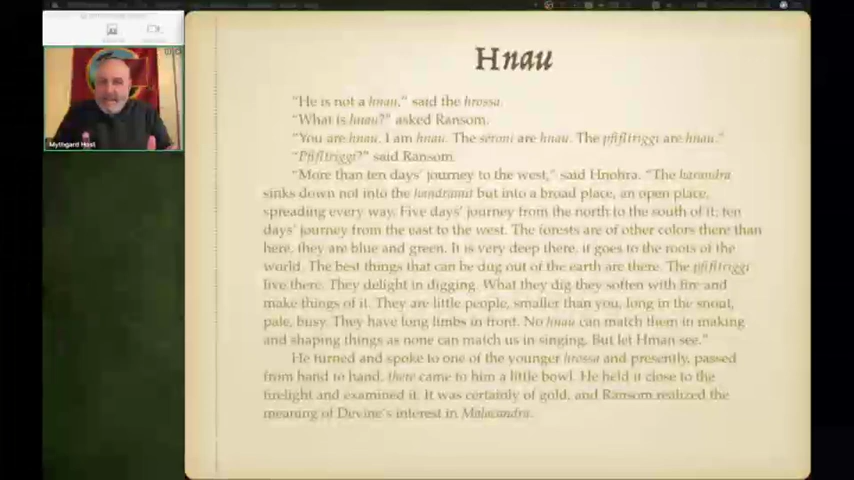 Hnau
"He is not a hnau," said the hrossa.
"What is hnau?" asked Ransom.
"You are hnau. I am hnau. The seroni are hnau. The pfifltriggi are hnau."
"Pfifltriggi?" said Ransom.
"More than ten days' journey to the west," said Hnohra. "The harandra
sinks down not into the handramit but into a broad place, an open place,
spreading every way. Five days' journey from the north to the south of it; ten
days' journey from the east to the west. The forests are of other colors there than
here, they are blue and green. It is very deep there, it goes to the roots of the
world. The best things that can be dug out of the earth are there. The pfifltriggi
live there. They delight in digging. What they dig they soften with fire and
make things of it. They are little people, smaller than you, long in the snout,
pale, busy. They have long limbs in front. No hnau can match them in making
and shaping things as none can match us in singing. But let Hman see."
He turned and spoke to one of the younger hrossa and presently, passed
from hand to hand, there came to him a little bowl. He held it close to the
firelight and examined it. It was certainly of gold, and Ransom realized the
meaning of Devine's interest in Malacandra.
Mythgard Host